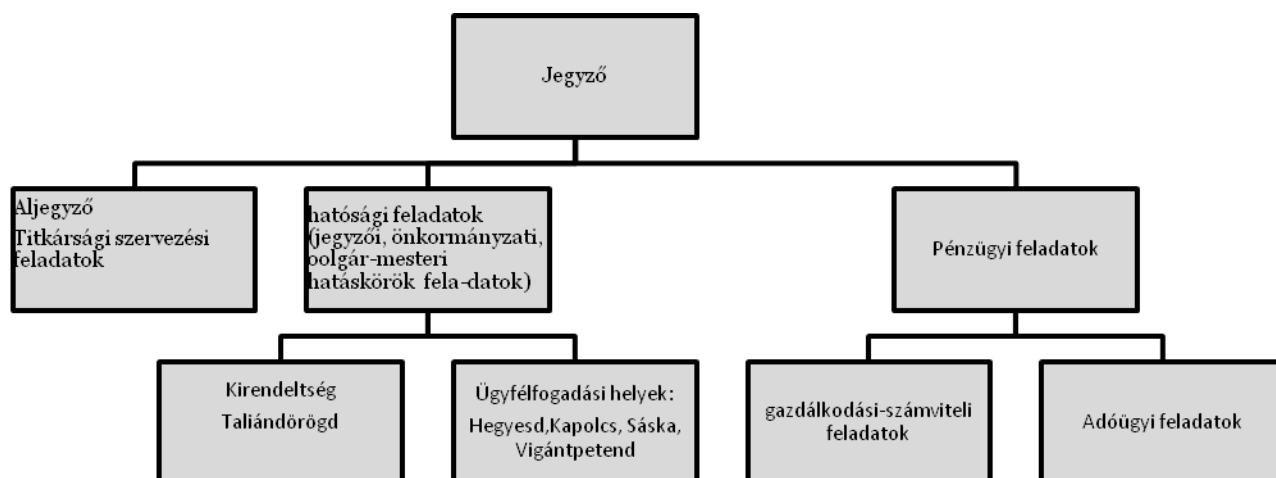 Jegyző
Aljegyző
Titkársági szervezési
feladatok
hatósági feladatok
(jegyzői, önkormányzati,
polgár-mesteri
hatáskörök fela-datok)
Pénzügyi feladatok
Kirendeltség
Taliándörögd
Ügyfélfogadási helyek:
Hegyesd,Kapolcs, Sáska,
Vigántpetend
gazdálkodási-számviteli
feladatok
Adóügyi feladatok